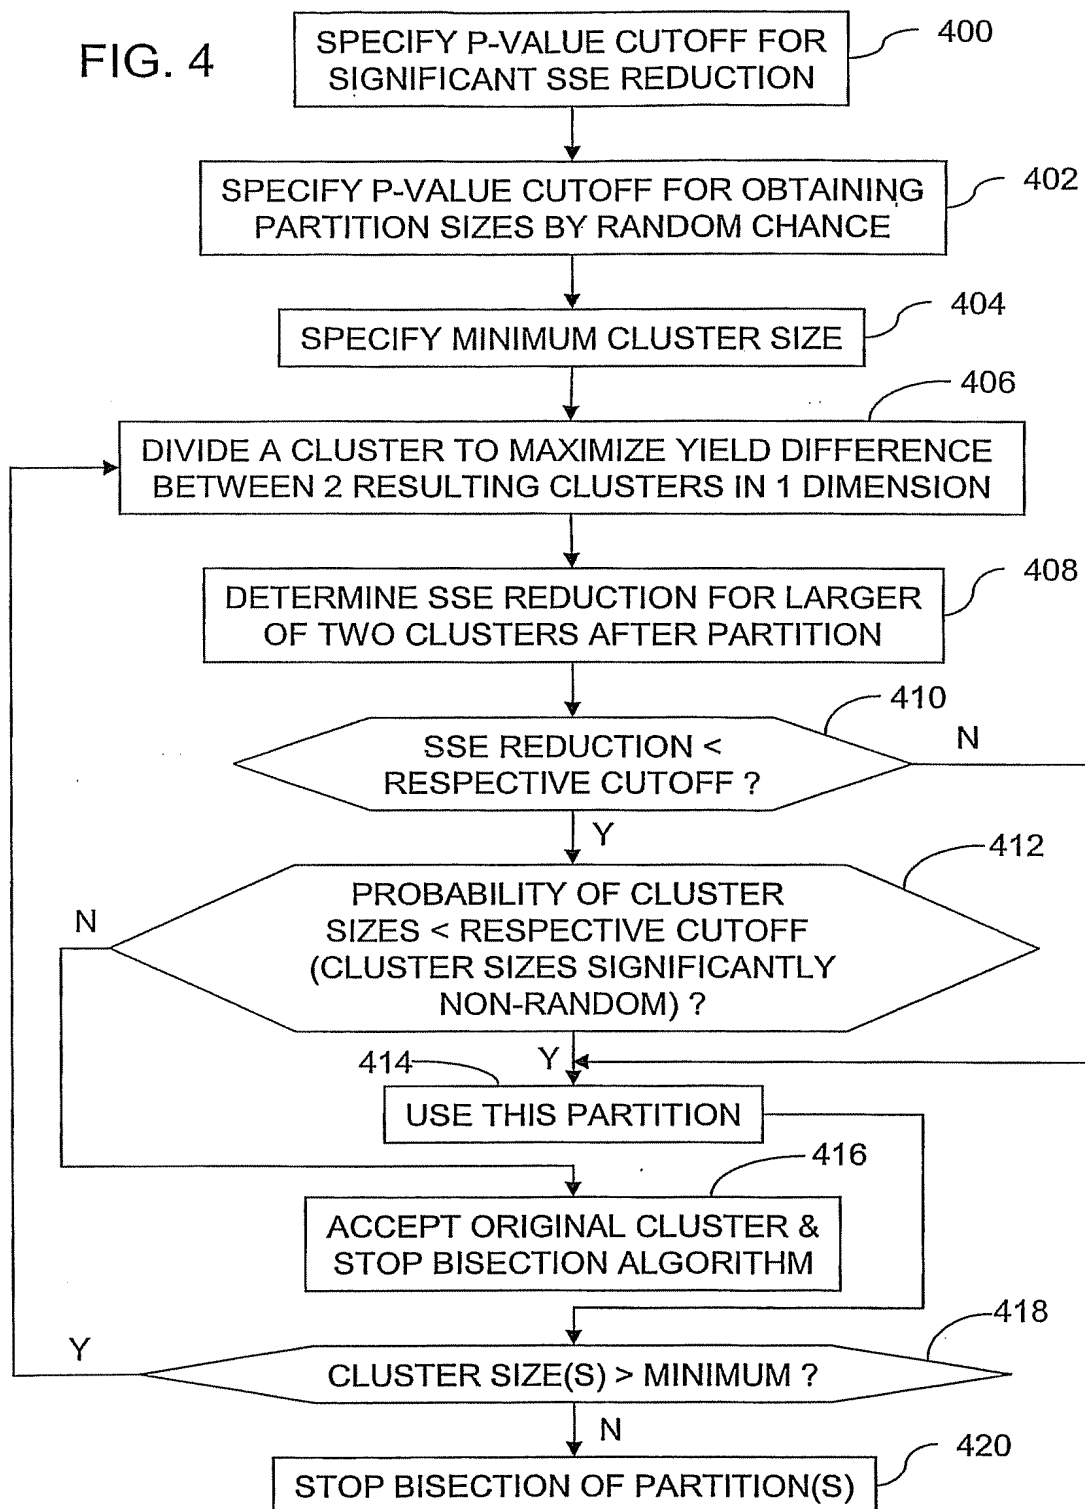 FIG. 4
SPECIFY P-VALUE CUTOFF FOR
SIGNIFICANT SSE REDUCTION
400
SPECIFY P-VALUE CUTOFF FOR OBTAINING
PARTITION SIZES BY RANDOM CHANCE
402
SPECIFY MINIMUM CLUSTER SIZE
404
406
DIVIDE A CLUSTER TO MAXIMIZE YIELD DIFFERENCE
BETWEEN 2 RESULTING CLUSTERS IN 1 DIMENSION
408
DETERMINE SSE REDUCTION FOR LARGER
OF TWO CLUSTERS AFTER PARTITION
410
SSE REDUCTION <
RESPECTIVE CUTOFF ?
N
Y
412
PROBABILITY OF CLUSTER
SIZES < RESPECTIVE CUTOFF
(CLUSTER SIZES SIGNIFICANTLY
NON-RANDOM) ?
N
Y
414
USE THIS PARTITION
416
ACCEPT ORIGINAL CLUSTER &
STOP BISECTION ALGORITHM
418
Y
CLUSTER SIZE(S) > MINIMUM ?
N
420
STOP BISECTION OF PARTITION(S)